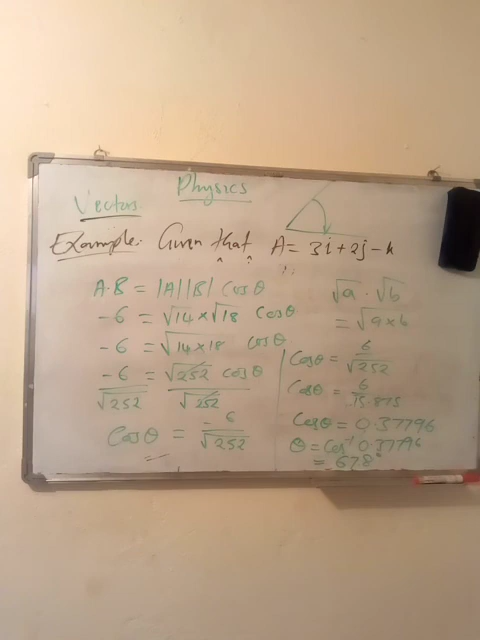 Physics
Vectors
Example: Given that A = 3i + 2j - k
A.B = |A||B| Cosθ
-6 = √14 × √18 Cosθ
-6 = √14×18 Cosθ
-6 = √252 Cosθ
√252 √252
Cosθ = -6
√252
√a . √b
= √a×b
Cosθ = 6
√252
Cosθ = 6
15.875
Cosθ = 0.37796
θ = Cos⁻¹ 0.37796
= 67.8°